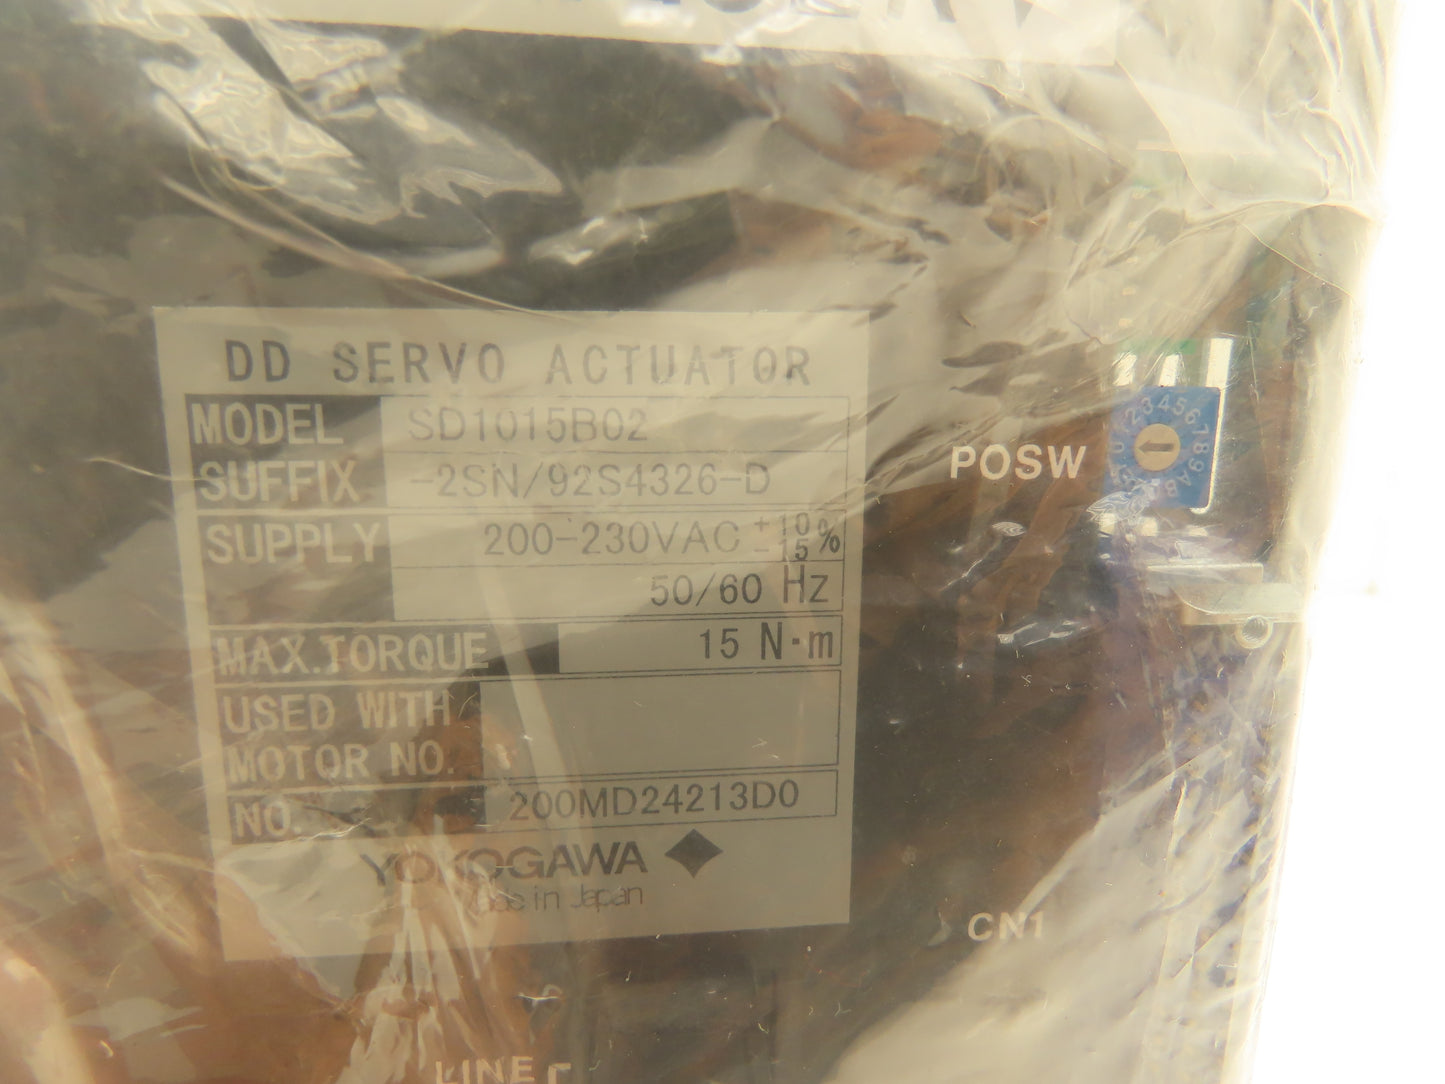 DD SERVO ACTUATOR
MODEL SD1015B02
SUFFIX -2SN/92S4326-D
SUPPLY 200-230VAC +10 -15 %
50/60 Hz
MAX.TORQUE 15 N·m
USED WITH
MOTOR NO.
NO. 200MD24213D0
YOKOGAWA
Made in Japan
POSW
CN1
LINE